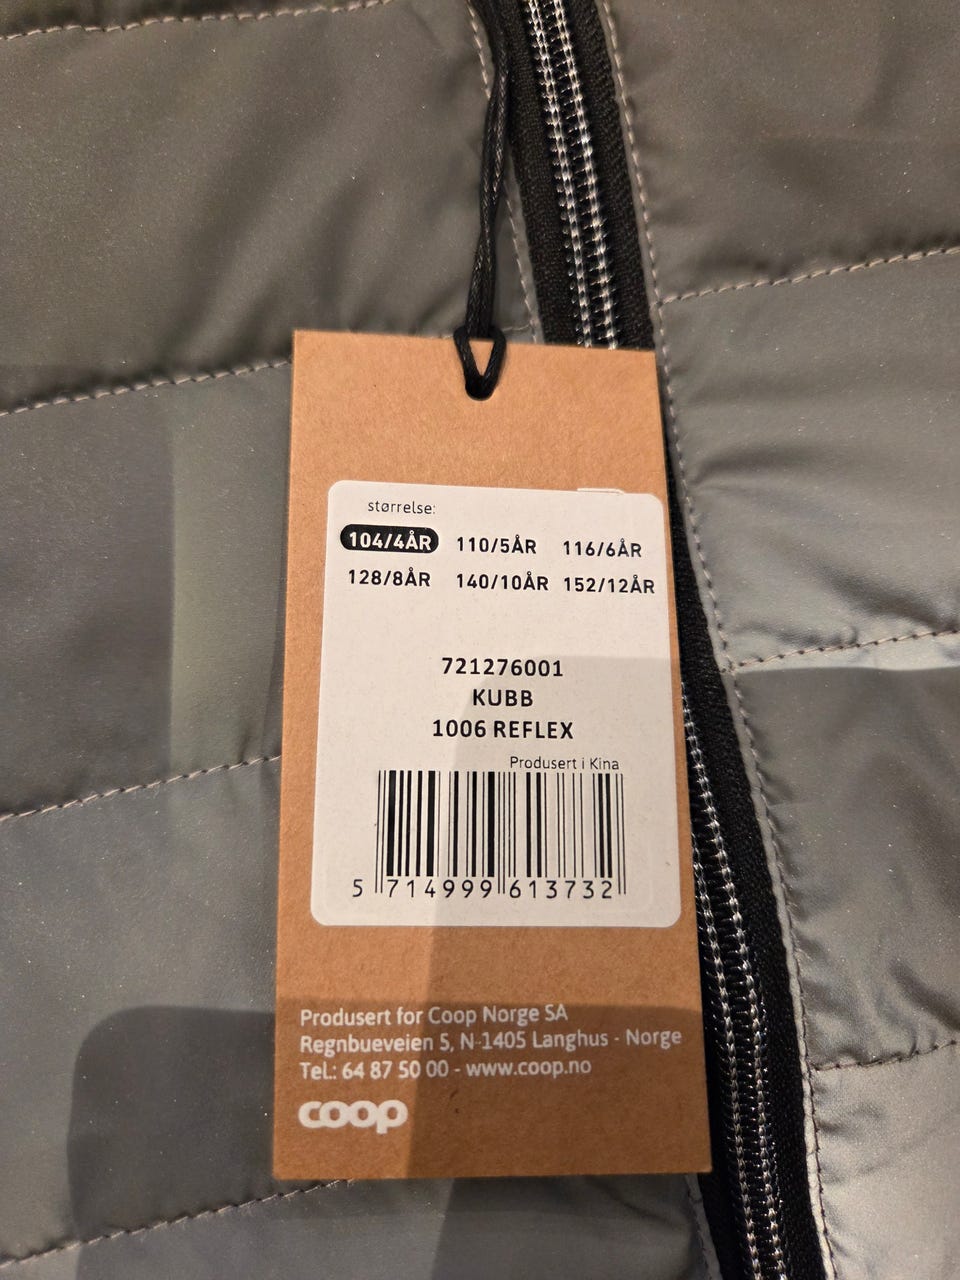 størrelse:
104/4ÅR 110/5ÅR 116/6ÅR
128/8ÅR 140/10ÅR 152/12ÅR
721276001
KUBB
1006 REFLEX
Produsert i Kina
5 714999 613732
Produsert for Coop Norge SA
Regnbueveien 5, N-1405 Langhus - Norge
Tel.: 64 87 50 00 - www.coop.no
coop